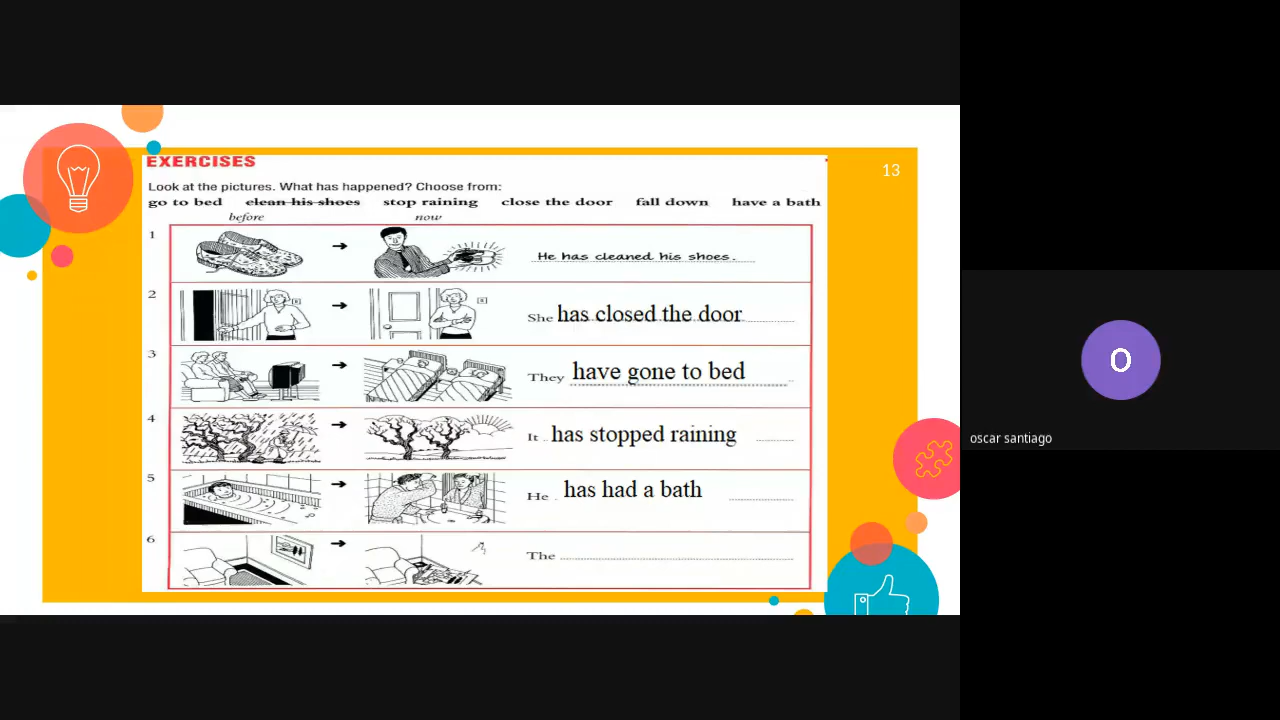 13
EXERCISES
Look at the pictures. What has happened? Choose from:
go to bed clean his shoes stop raining close the door fall down have a bath
before now
1
He has cleaned his shoes.
2
She has closed the door
3
They have gone to bed
4
It has stopped raining
5
He has had a bath
6
The
O
oscar santiago